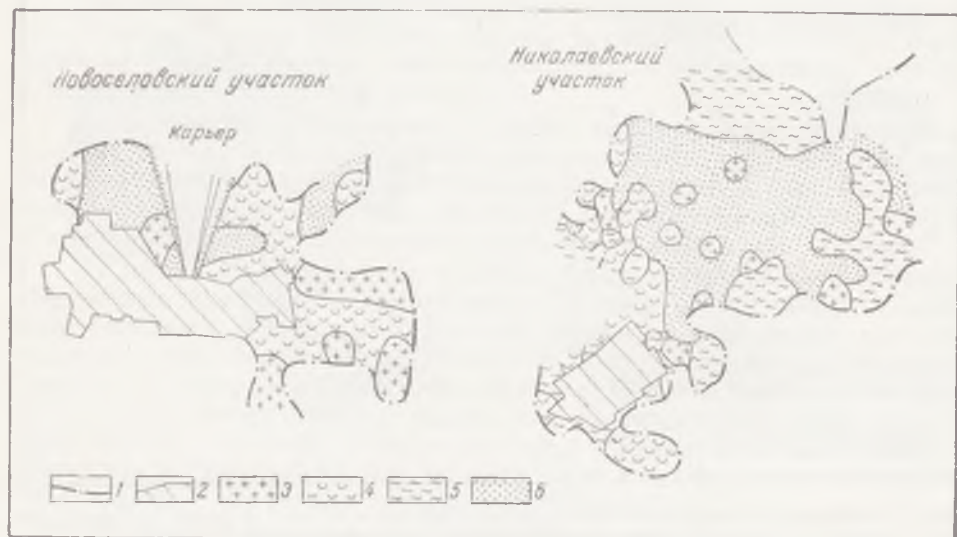 Новоселовский участок
Карьер
Николаевский
участок
1 2 3 4 5 6